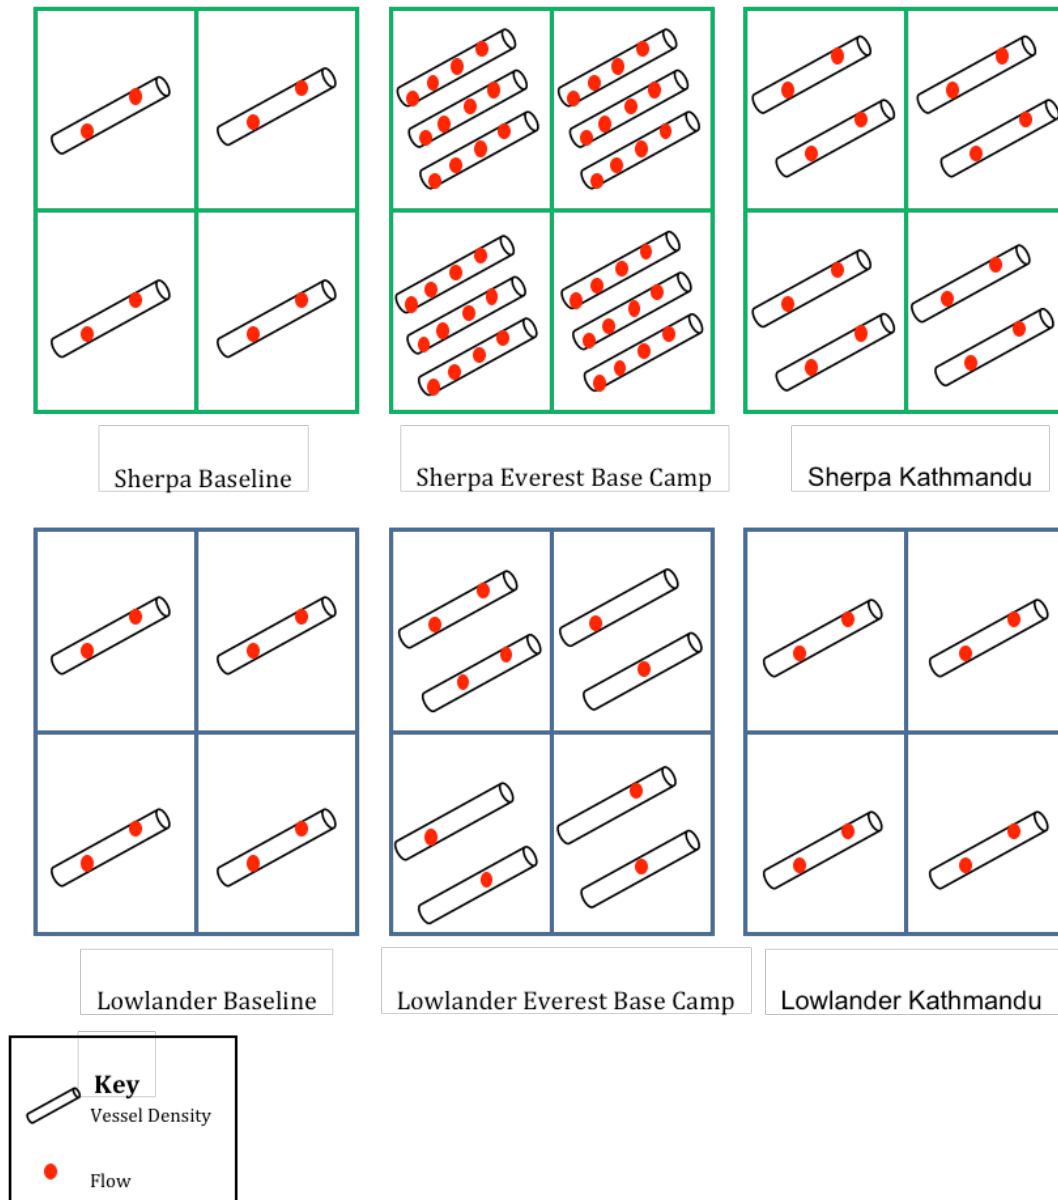 Sherpa Baseline
Sherpa Everest Base Camp
Sherpa Kathmandu
Lowlander Baseline
Lowlander Everest Base Camp
Lowlander Kathmandu
Key
Vessel Density
Flow